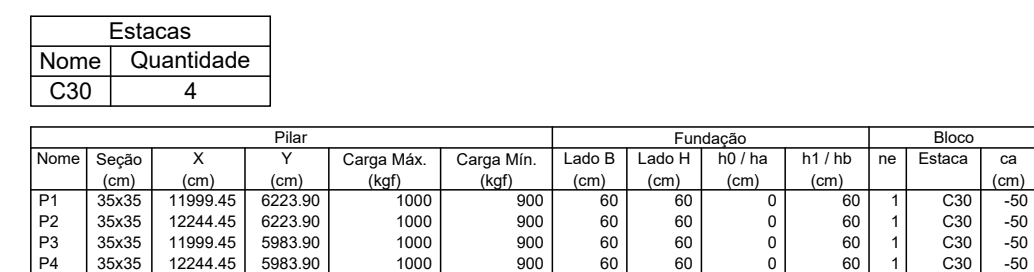 Estacas
Nome Quantidade
C30 4
Pilar Fundação Bloco
Nome Seção X Y Carga Máx. Carga Mín. Lado B Lado H h0 / ha h1 / hb ne Estaca ca
(cm) (cm) (cm) (kgf) (kgf) (cm) (cm) (cm) (cm) (cm)
P1 35x35 11999.45 6223.90 1000 900 60 60 0 60 1 C30 -50
P2 35x35 12244.45 6223.90 1000 900 60 60 0 60 1 C30 -50
P3 35x35 11999.45 5983.90 1000 900 60 60 0 60 1 C30 -50
P4 35x35 12244.45 5983.90 1000 900 60 60 0 60 1 C30 -50